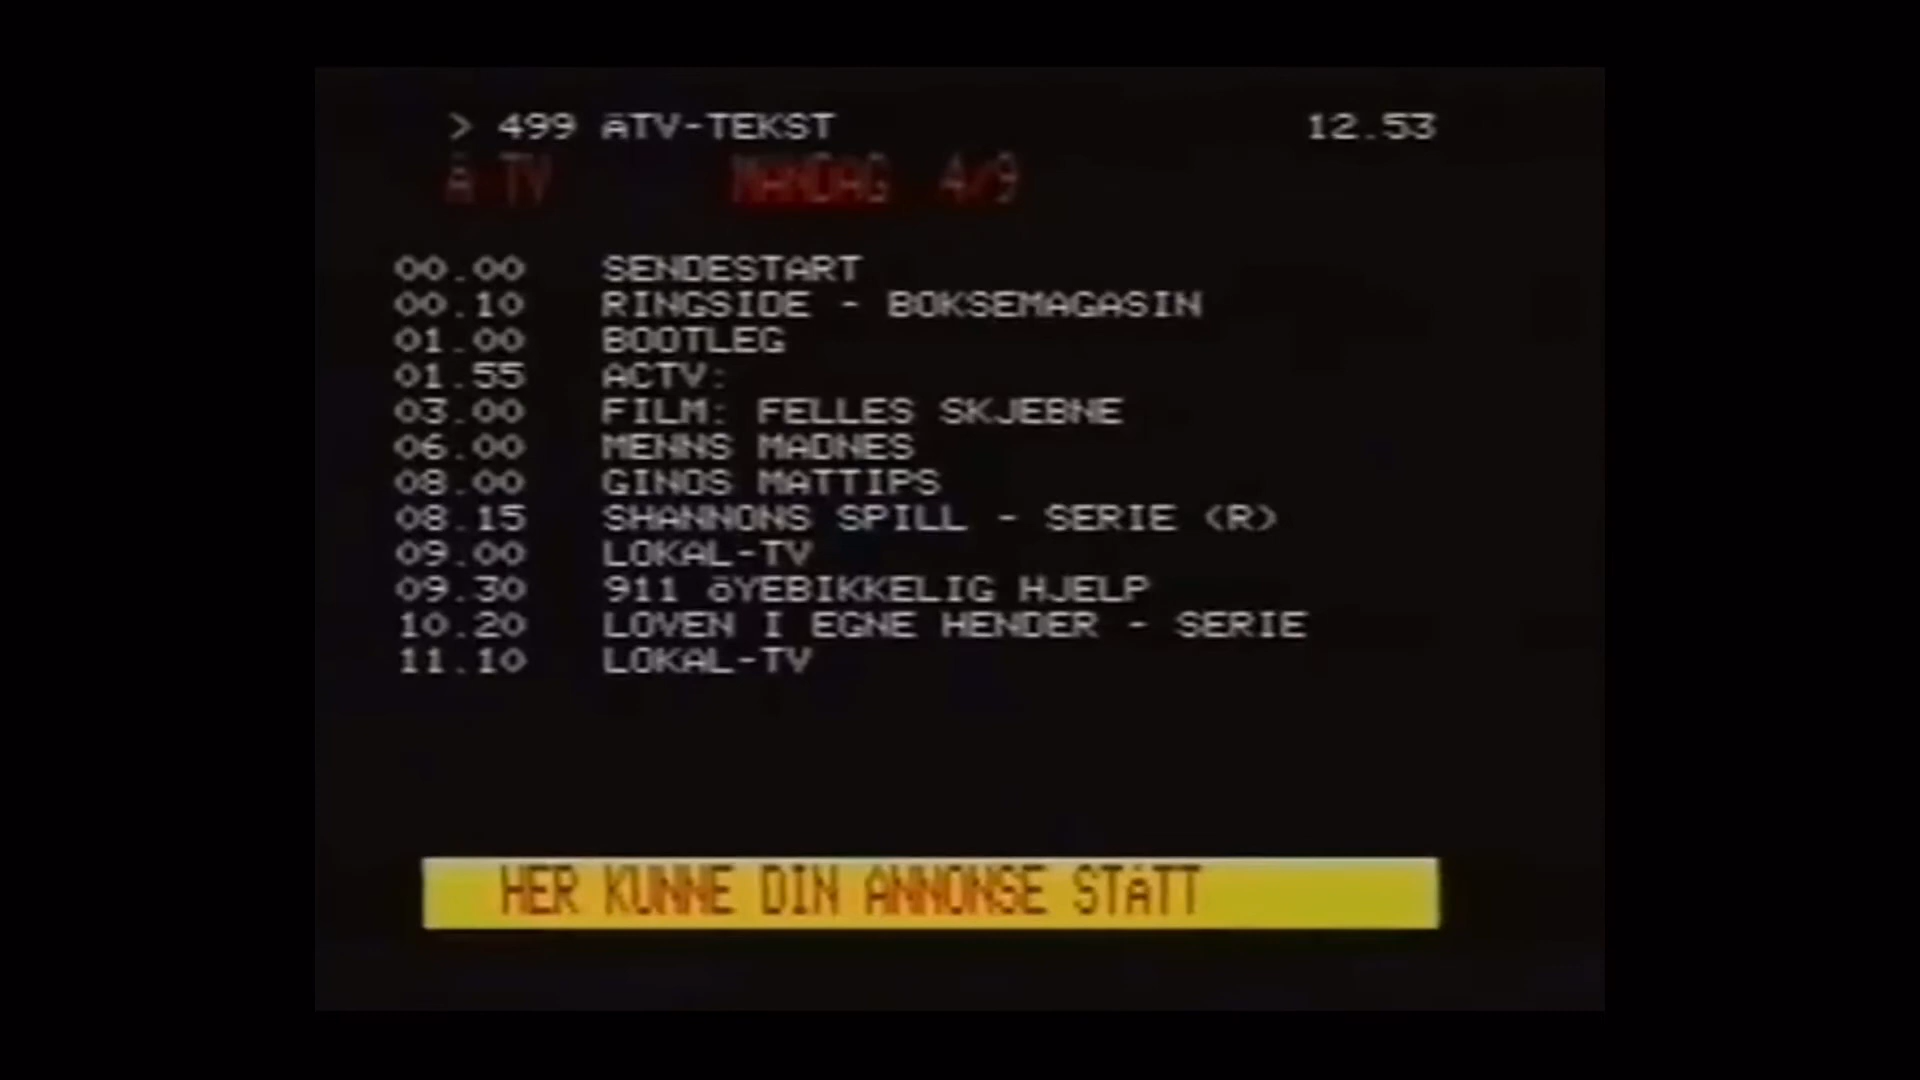 > 499 äTV-TEKST 12.53
Ä TV MANDAG 4/9
00.00 SENDESTART
00.10 RINGSIDE - BOKSEMAGASIN
01.00 BOOTLEG
01.55 ACTV:
03.00 FILM: FELLES SKJEBNE
06.00 MENNS MADNES
08.00 GINOS MATTIPS
08.15 SHANNONS SPILL - SERIE (R)
09.00 LOKAL-TV
09.30 911 öYEBIKKELIG HJELP
10.20 LOVEN I EGNE HENDER - SERIE
11.10 LOKAL-TV
HER KUNNE DIN ANNONSE STåTT